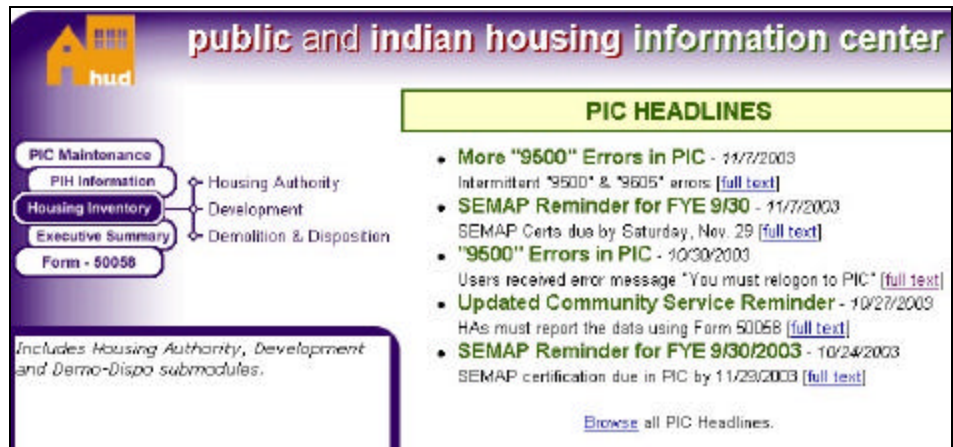 hud
public and indian housing information center
PIC Maintenance
PIH Information
Housing Inventory
Executive Summary
Form - 50058
Housing Authority
Development
Demolition & Disposition
Includes Housing Authority, Development
and Demo-Dispo submodules.
PIC HEADLINES
• More "9500" Errors in PIC - 11/7/2003
Intermittent "9500" & "9605" errors [full text]
• SEMAP Reminder for FYE 9/30 - 11/7/2003
SEMAP Certs due by Saturday, Nov. 29 [full text]
• "9500" Errors in PIC - 10/30/2003
Users received error message "You must relogon to PIC" [full text]
• Updated Community Service Reminder - 10/27/2003
HAs must report the data using Form 50058 [full text]
• SEMAP Reminder for FYE 9/30/2003 - 10/24/2003
SEMAP certification due in PIC by 11/29/2003 [full text]
Browse all PIC Headlines.